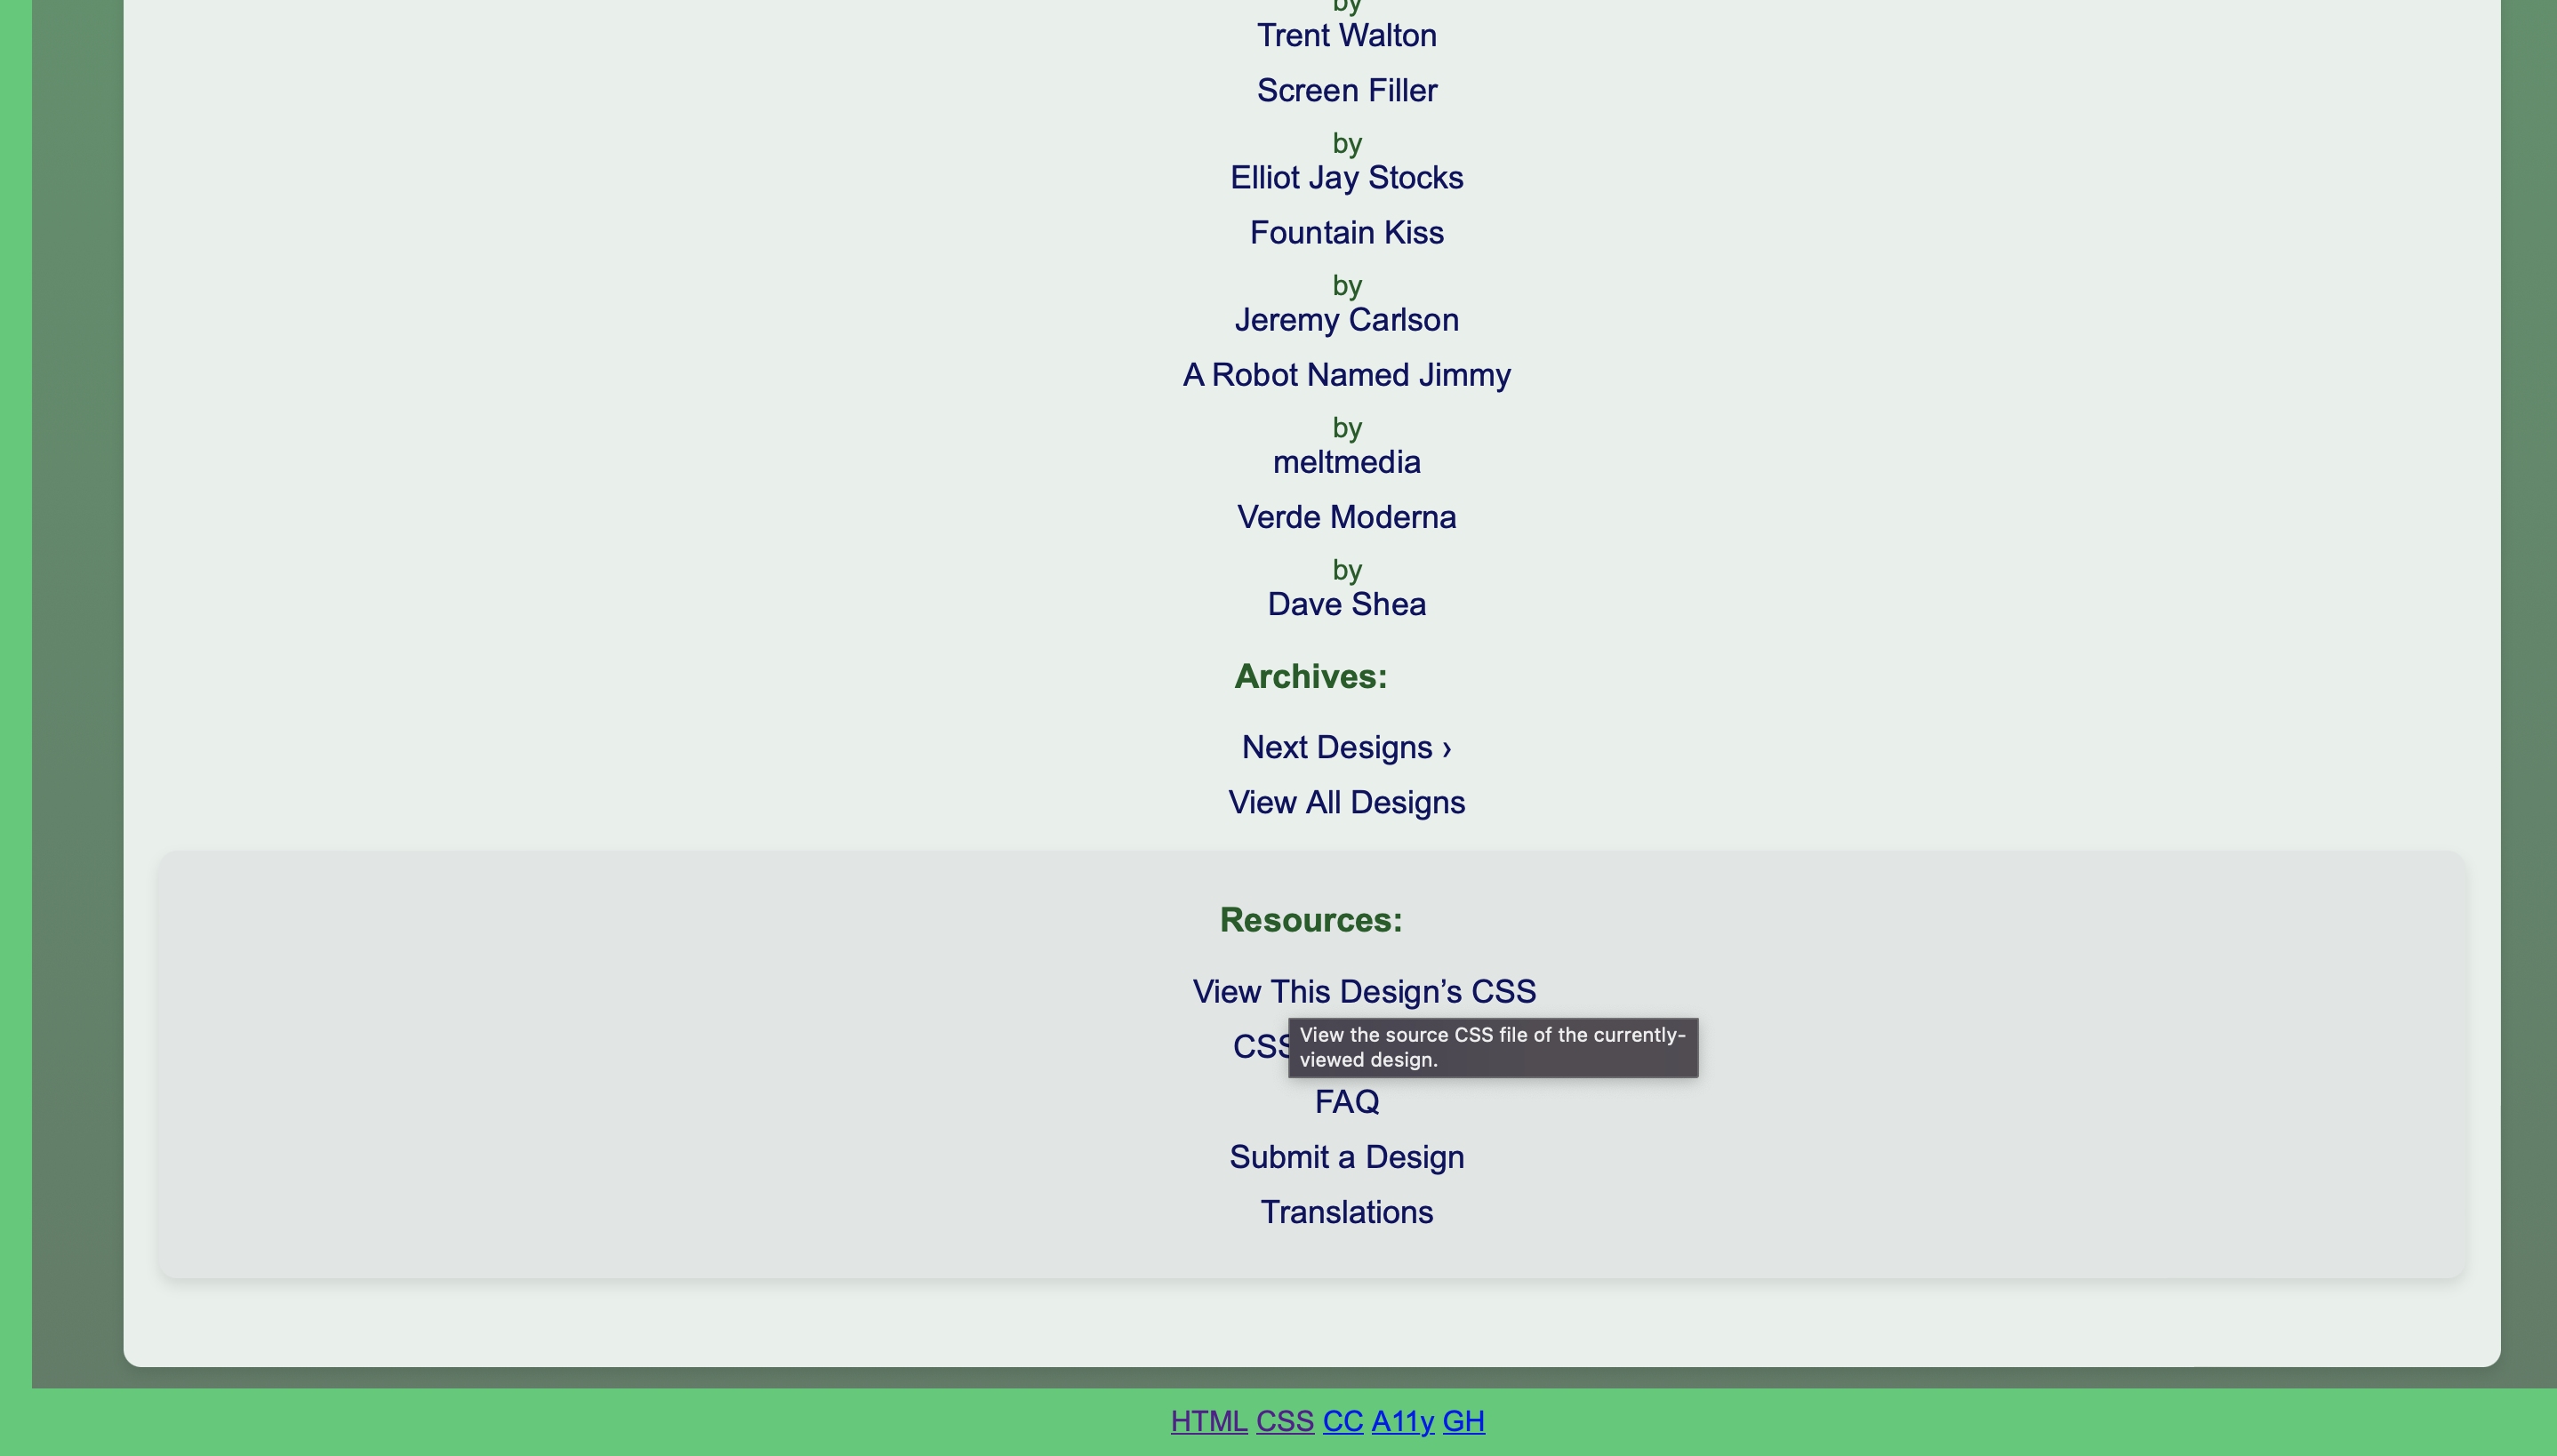 by
Trent Walton
Screen Filler
by
Elliot Jay Stocks
Fountain Kiss
by
Jeremy Carlson
A Robot Named Jimmy
by
meltmedia
Verde Moderna
by
Dave Shea
Archives:
Next Designs ›
View All Designs
Resources:
View This Design’s CSS
CSS
View the source CSS file of the currently-
viewed design.
FAQ
Submit a Design
Translations
HTML CSS CC A11y GH